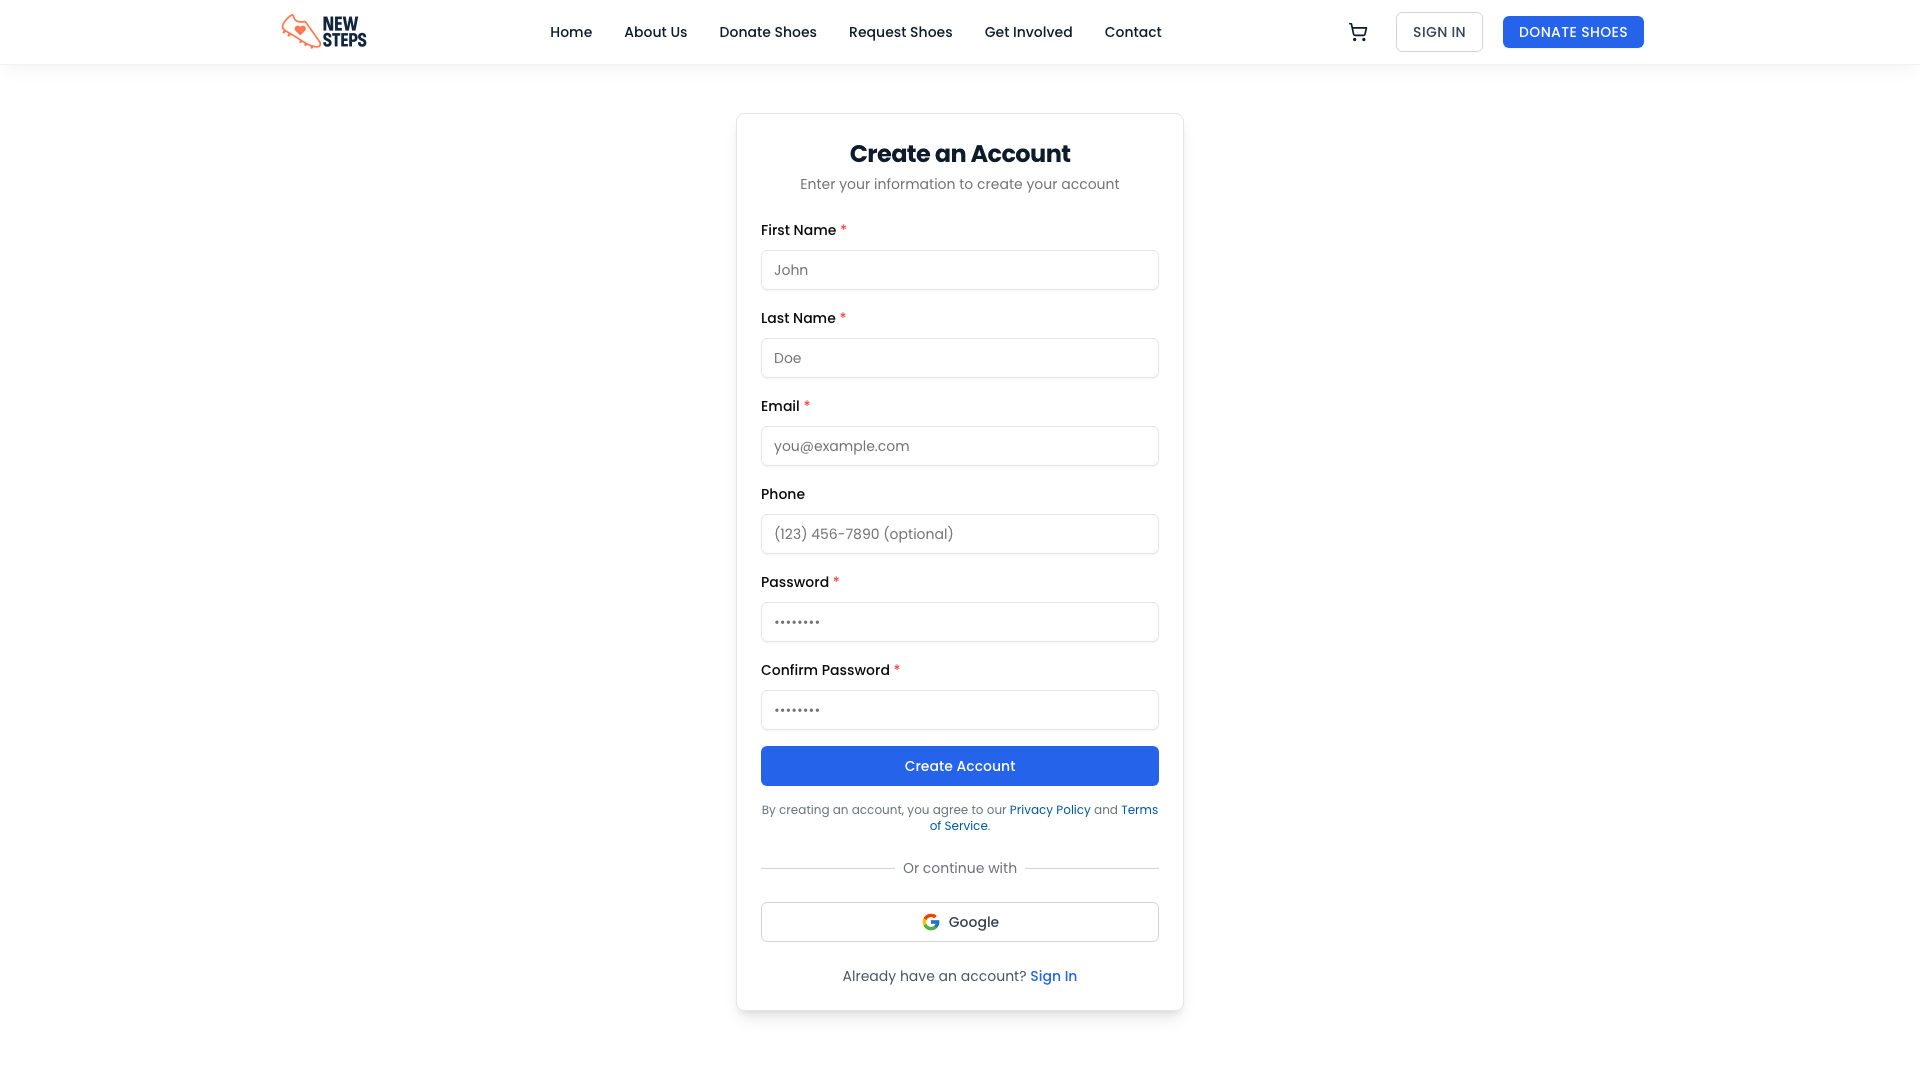 NEW
STEPS
Home
About Us
Donate Shoes
Request Shoes
Get Involved
Contact
SIGN IN
DONATE SHOES
Create an Account
Enter your information to create your account
First Name *
John
Last Name *
Doe
Email *
you@example.com
Phone
(123) 456-7890 (optional)
Password *
••••••••
Confirm Password *
••••••••
Create Account
By creating an account, you agree to our Privacy Policy and Terms
of Service.
Or continue with
Google
Already have an account? Sign In